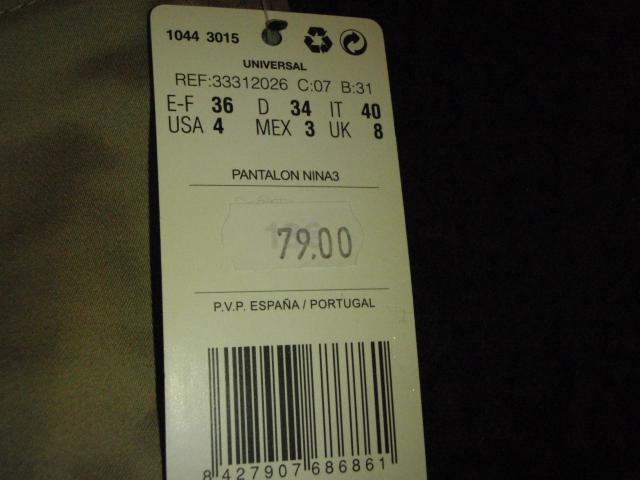 1044 3015
UNIVERSAL
REF:33312026 C:07 B:31
E-F 36 D 34 IT 40
USA 4 MEX 3 UK 8
PANTALON NINA3
79.00
P.V.P. ESPAÑA / PORTUGAL
8 427907 686861